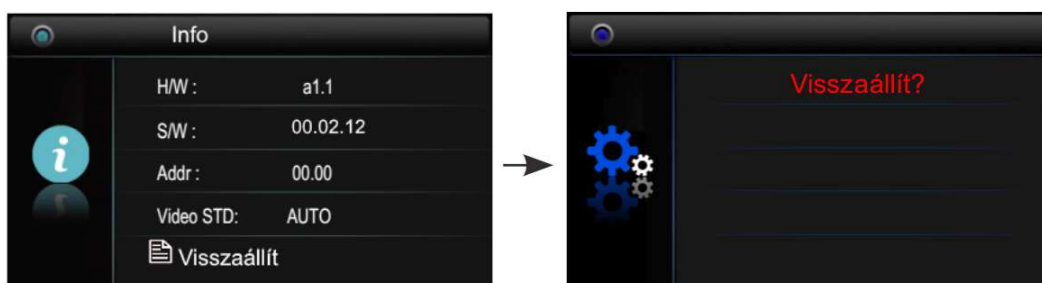 Info
H/W : a1.1
S/W : 00.02.12
Addr : 00.00
Video STD: AUTO
Visszaállít
Visszaállít?